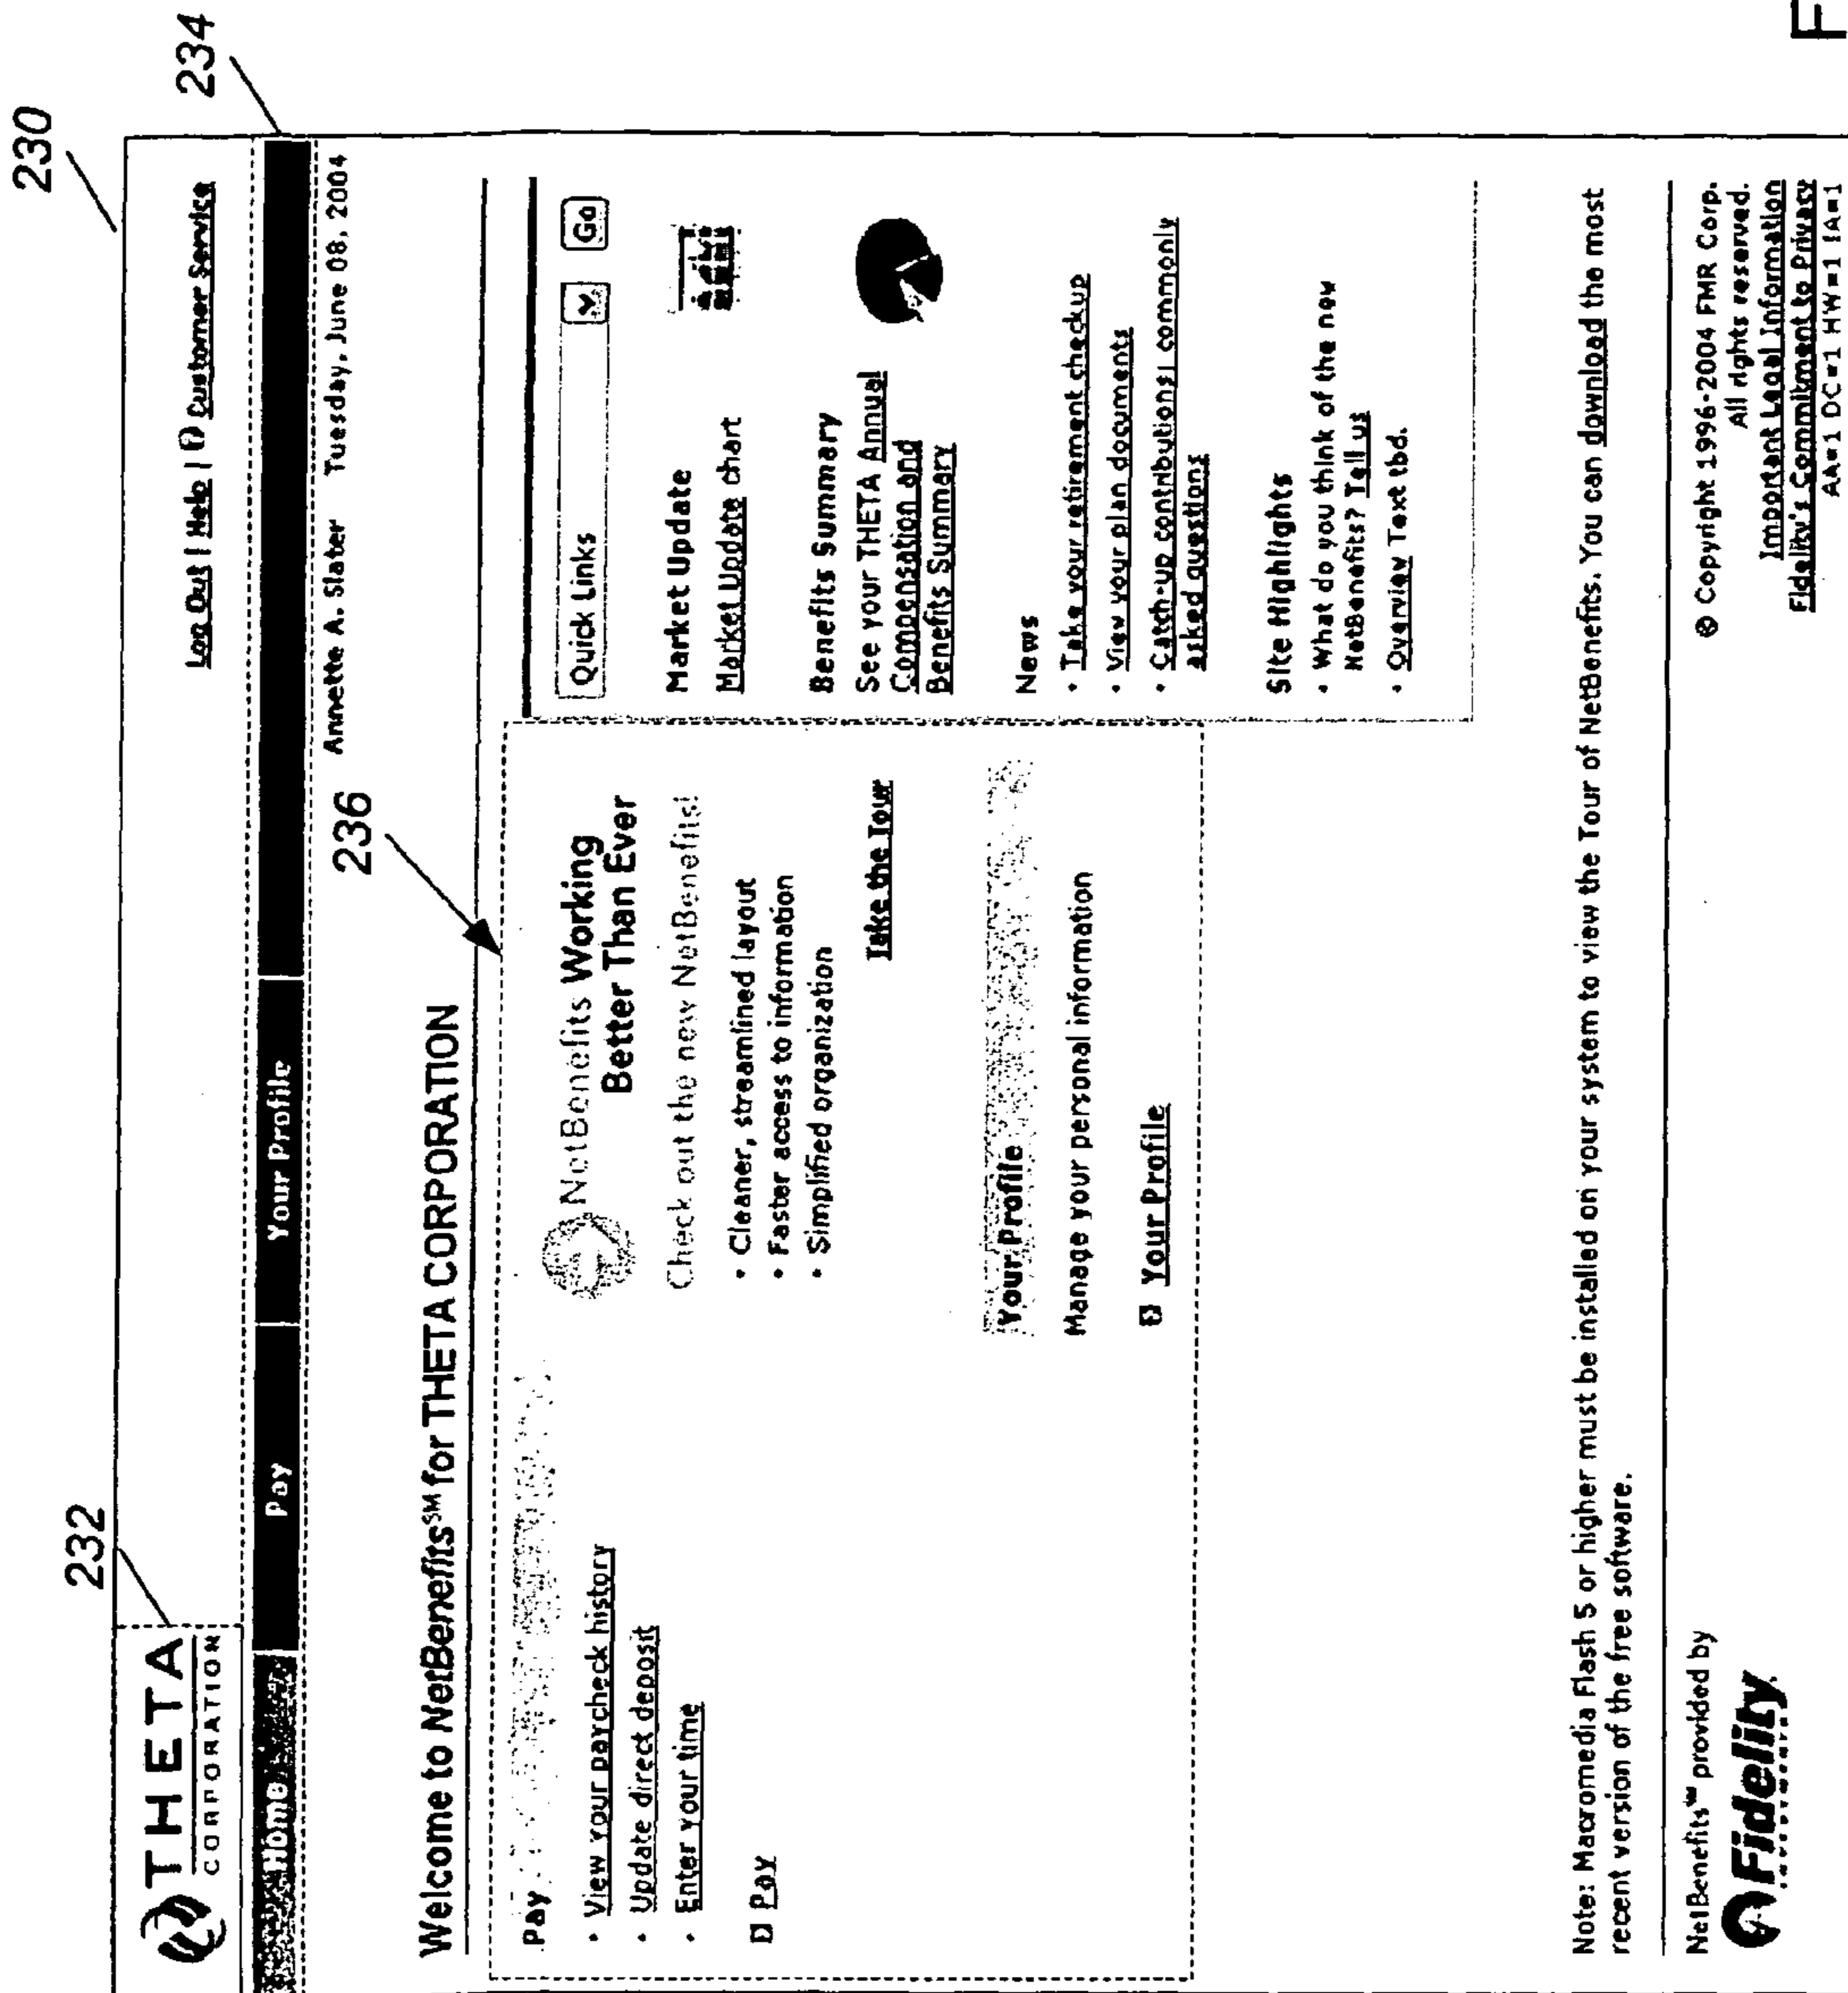 230
232
234
THETA
CORPORATION
Log Out | Help | Customer Service
Home
Pay
Your Profile
Annette A. Slater Tuesday, June 08, 2004
Welcome to NetBenefits℠ for THETA CORPORATION
236
Pay
• View your paycheck history
• Update direct deposit
• Enter your time
Pay
NetBenefits Working
Better Than Ever
Check out the new NetBenefits!
• Cleaner, streamlined layout
• Faster access to information
• Simplified organization
Take the Tour
Your Profile
Manage your personal information
Your Profile
Quick Links
Go
Market Update
Market Update chart
Benefits Summary
See your THETA Annual
Compensation and
Benefits Summary
News
• Take your retirement checkup
• View your plan documents
• Catch-up contributions: commonly
asked questions
Site Highlights
• What do you think of the new
NetBenefits? Tell us
• Overview Text tbd.
Note: Macromedia Flash 5 or higher must be installed on your system to view the Tour of NetBenefits. You can download the most
recent version of the free software.
NetBenefits℠ provided by
Fidelity
© Copyright 1996-2004 FMR Corp.
All rights reserved.
Important Legal Information
Fidelity's Commitment to Privacy
AA=1 DC=1 HW=1 IA=1
F